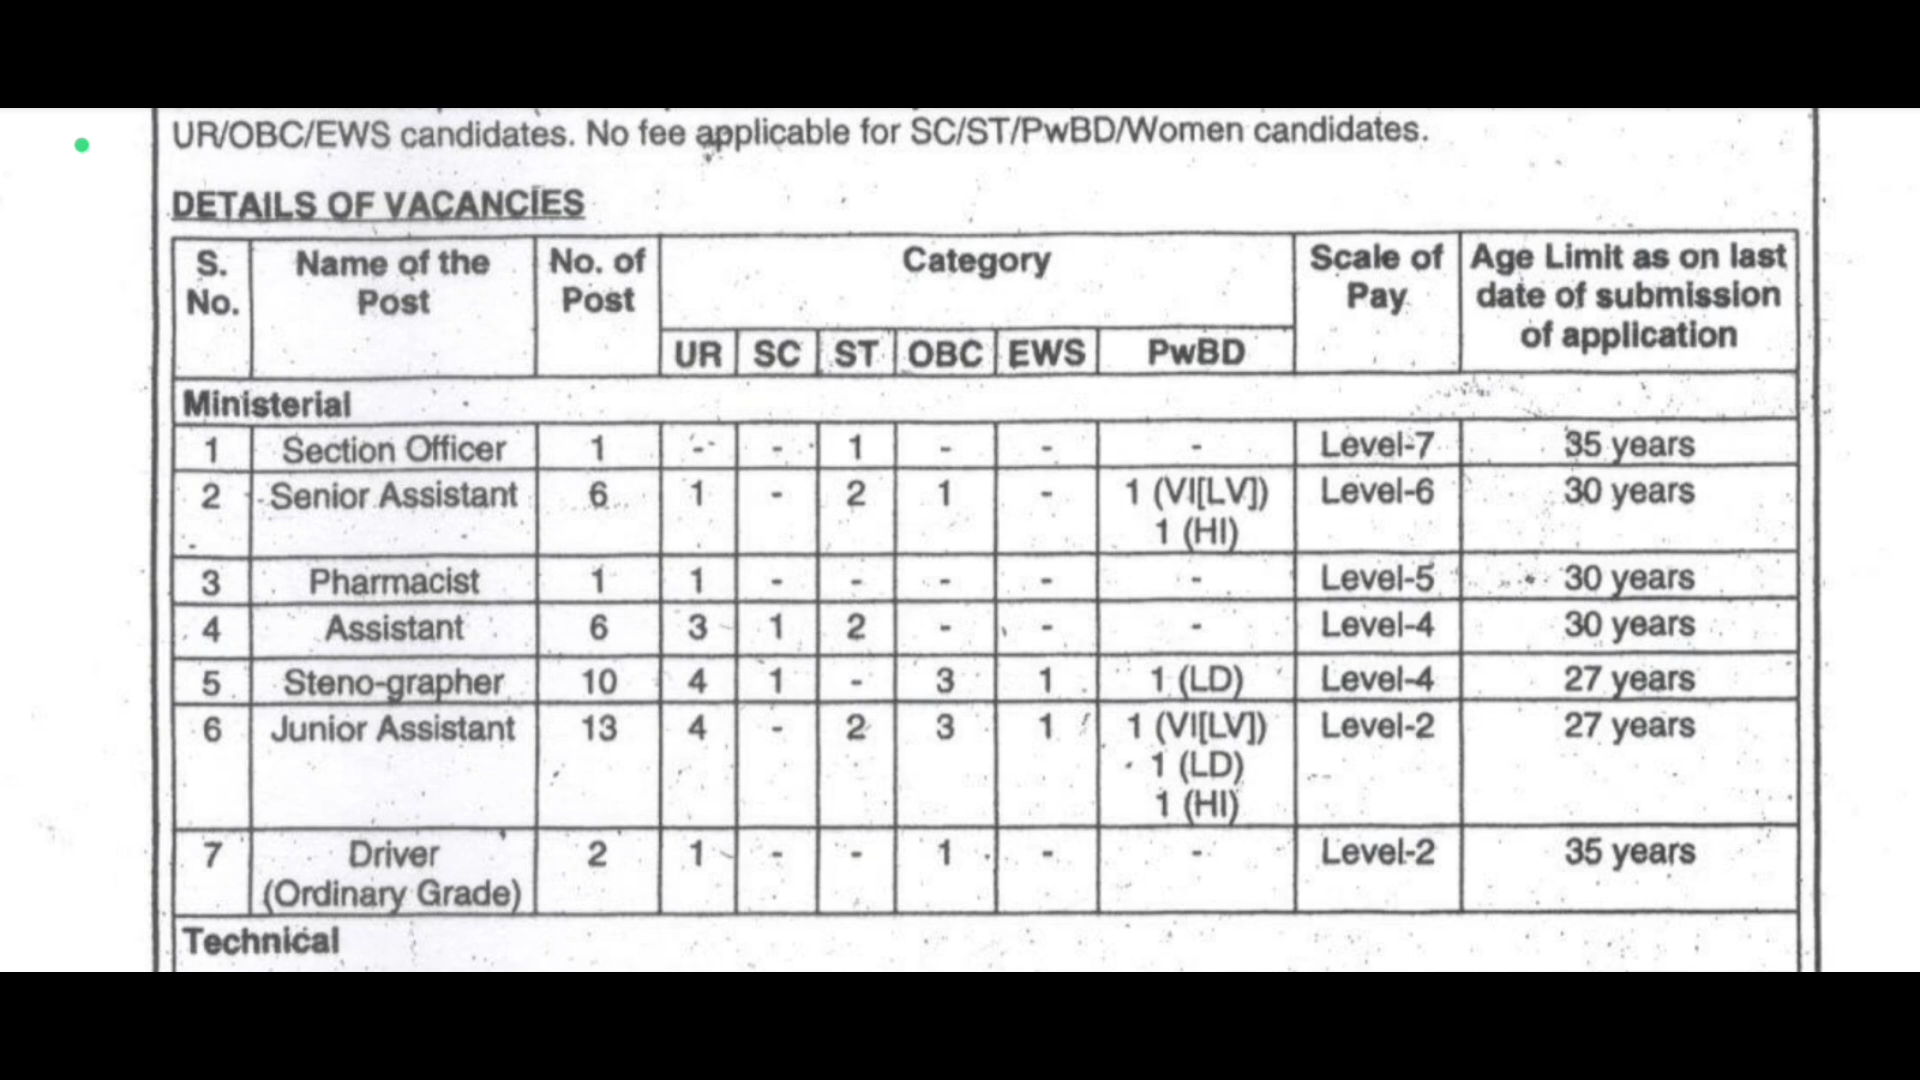 UR/OBC/EWS candidates. No fee applicable for SC/ST/PwBD/Women candidates.
DETAILS OF VACANCIES
S. No. | Name of the Post | No. of Post | Category | Scale of Pay | Age Limit as on last date of submission of application
UR | SC | ST | OBC | EWS | PwBD
Ministerial
1 | Section Officer | 1 | - | - | 1 | - | - | - | Level-7 | 35 years
2 | Senior Assistant | 6 | 1 | - | 2 | 1 | - | 1 (VI[LV]) 1 (HI) | Level-6 | 30 years
3 | Pharmacist | 1 | 1 | - | - | - | - | - | Level-5 | 30 years
4 | Assistant | 6 | 3 | 1 | 2 | - | - | - | Level-4 | 30 years
5 | Steno-grapher | 10 | 4 | 1 | - | 3 | 1 | 1 (LD) | Level-4 | 27 years
6 | Junior Assistant | 13 | 4 | - | 2 | 3 | 1 | 1 (VI[LV]) 1 (LD) 1 (HI) | Level-2 | 27 years
7 | Driver (Ordinary Grade) | 2 | 1 | - | - | 1 | - | - | Level-2 | 35 years
Technical